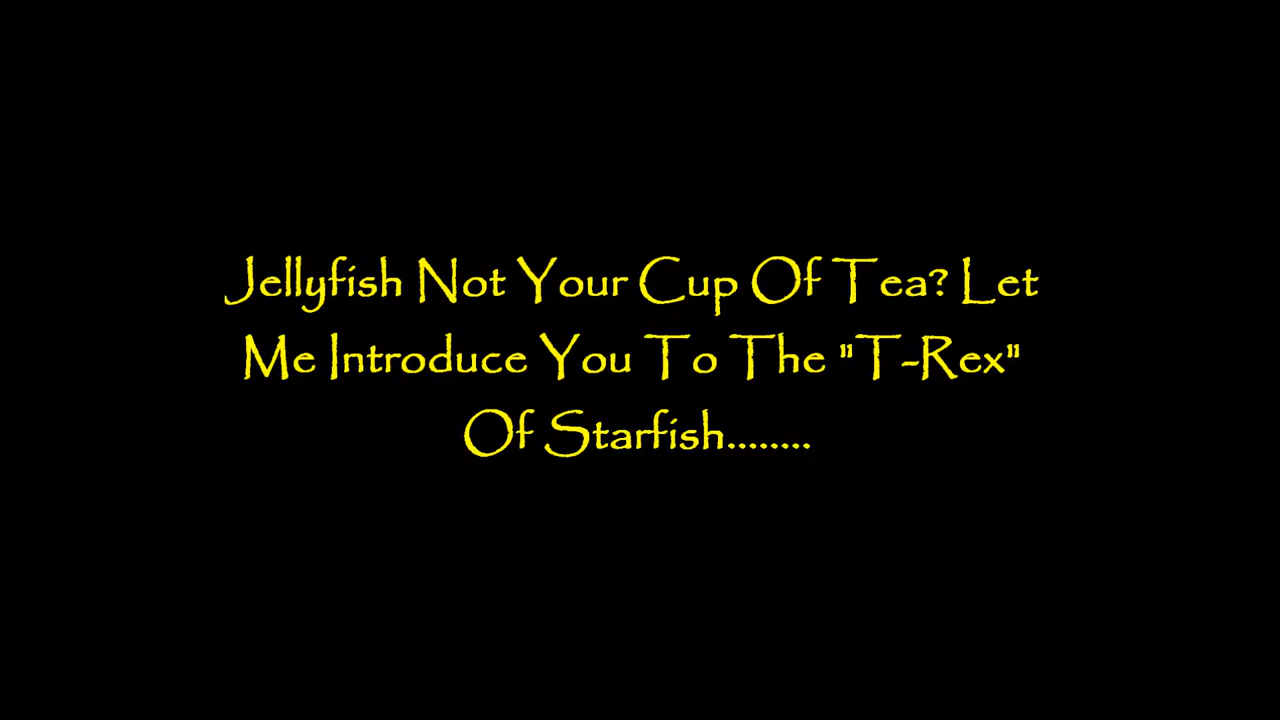 Jellyfish Not Your Cup Of Tea? Let
Me Introduce You To The "T-Rex"
Of Starfish........